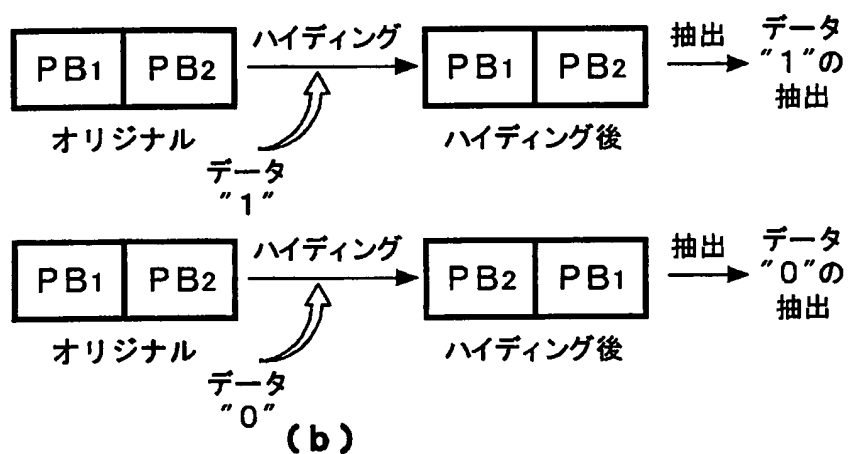 PB1 PB2 ハイディング PB1 PB2 抽出 データ
"1"の
抽出
オリジナル ハイディング後
データ
"1"
PB1 PB2 ハイディング PB2 PB1 抽出 データ
"0"の
抽出
オリジナル ハイディング後
データ
"0"
(b)